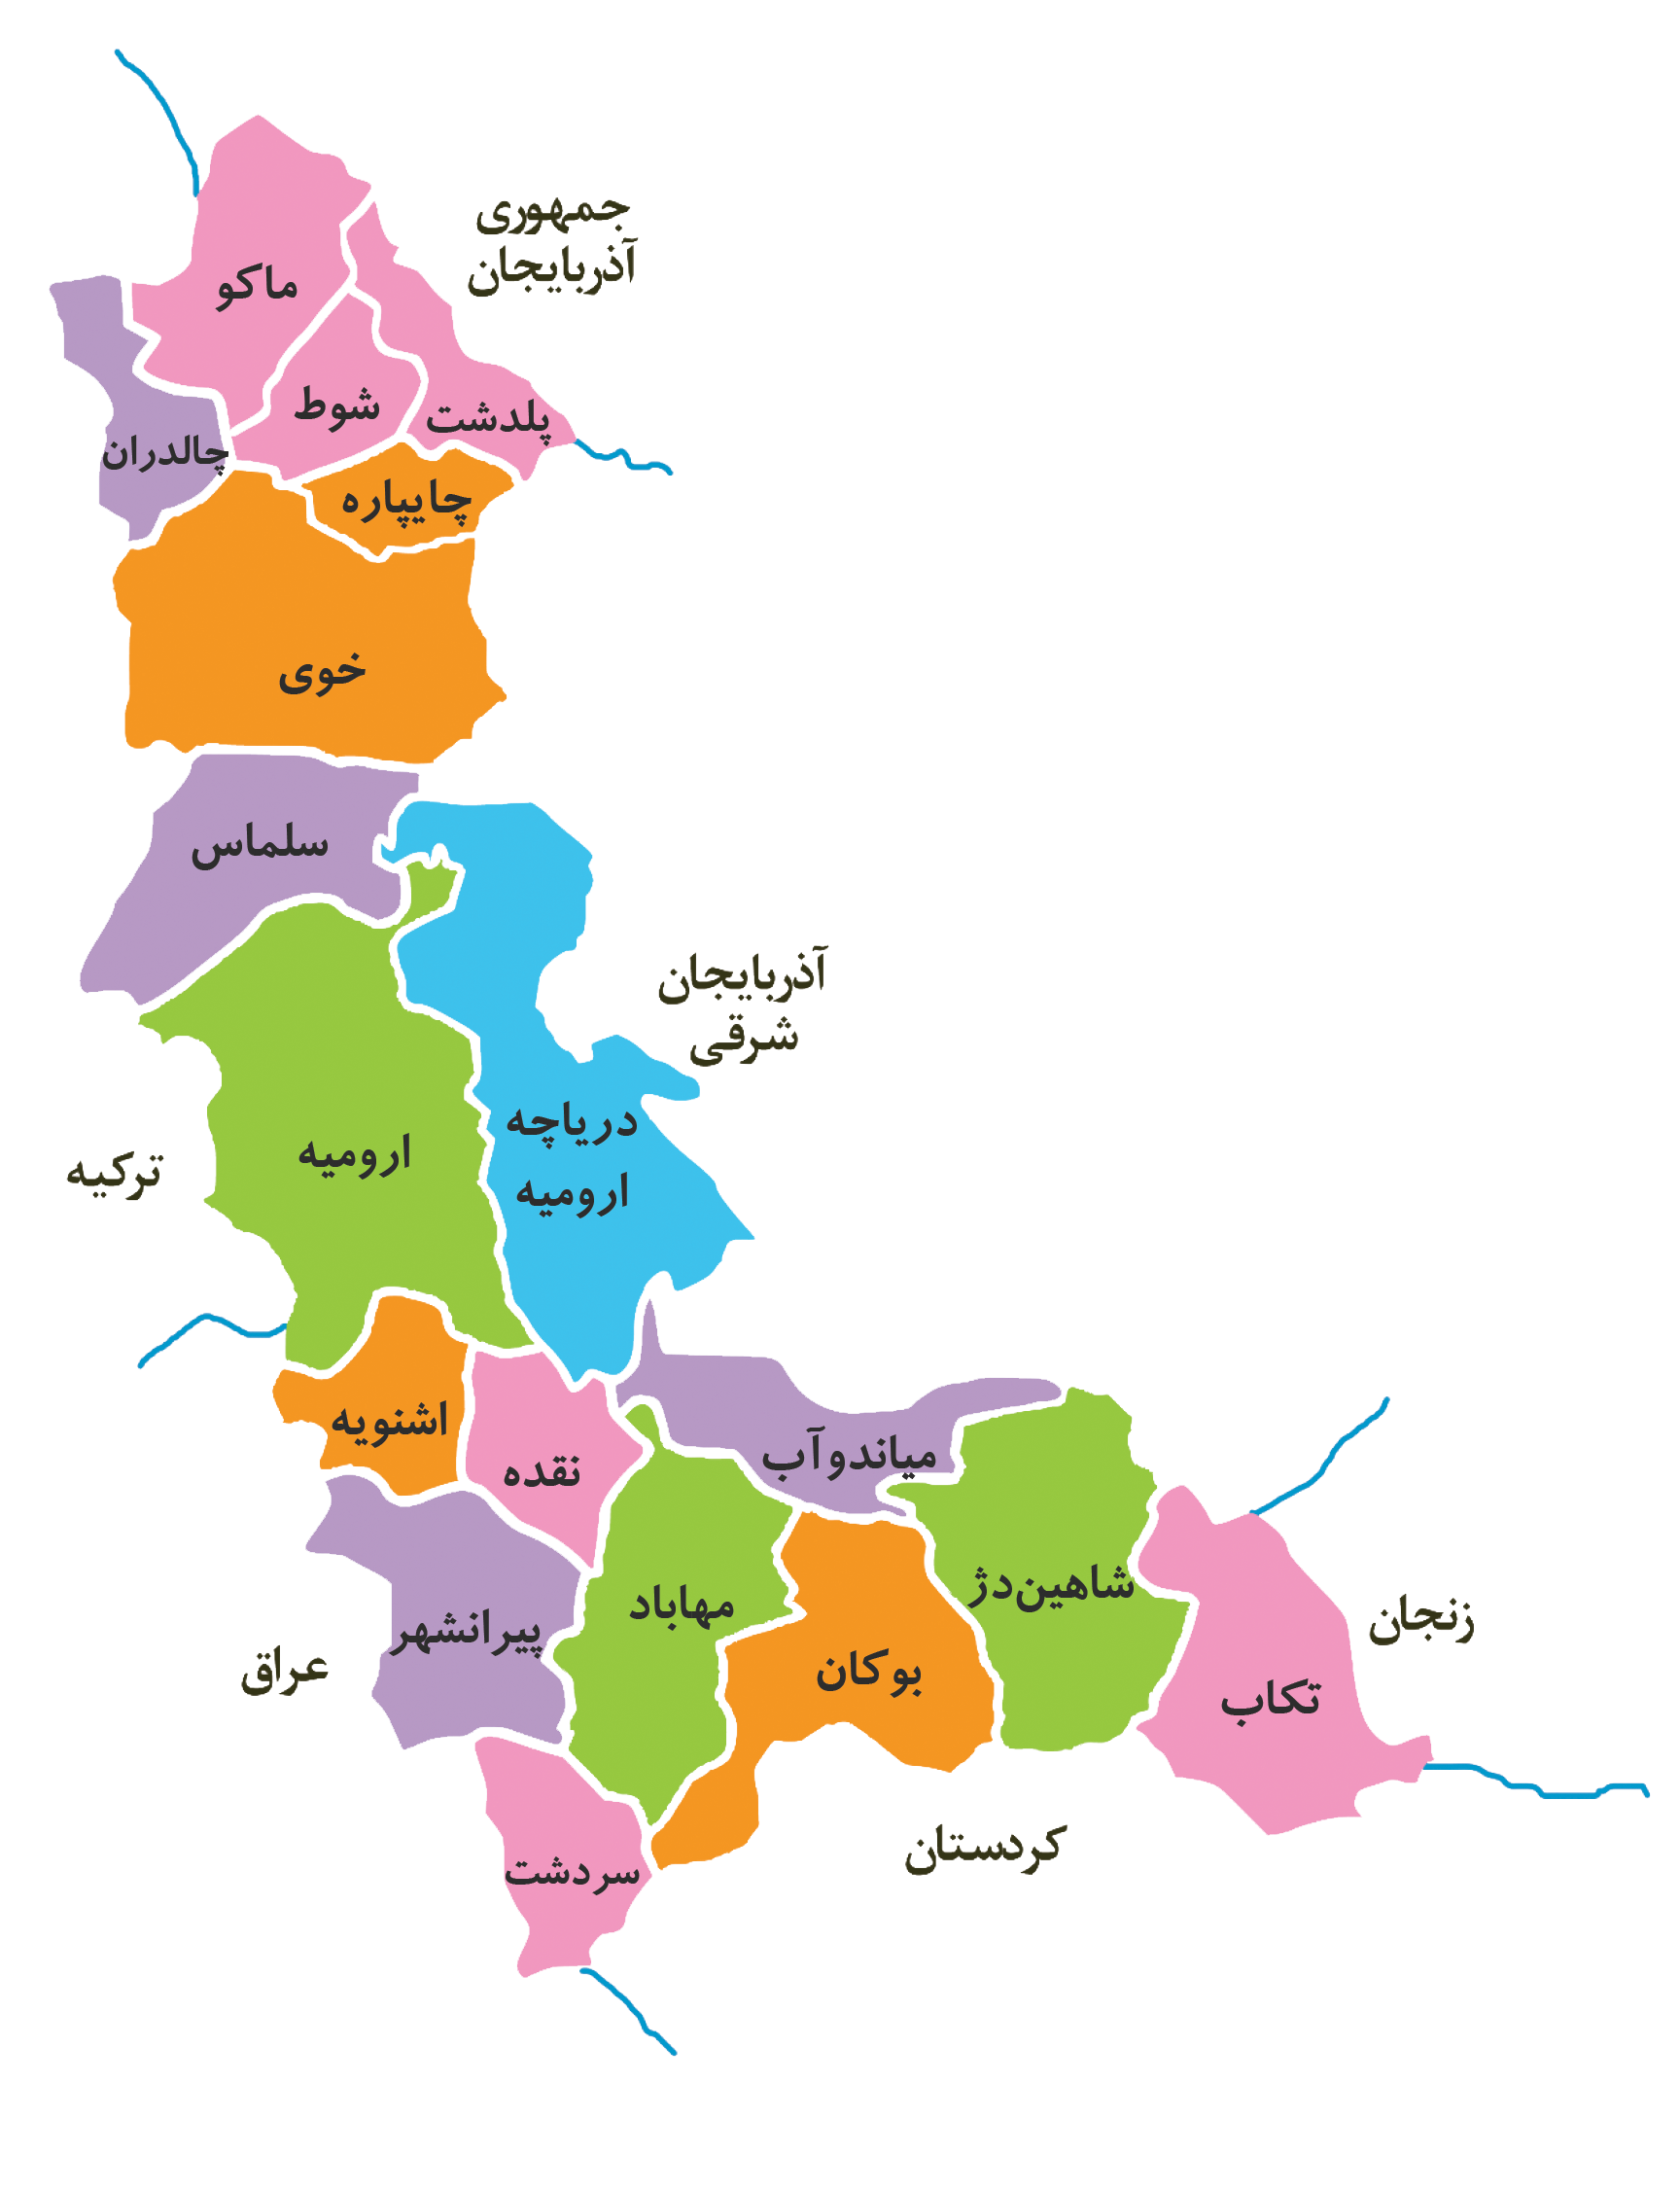 جمهوری
آذربایجان
ماکو
شوط
پلدشت
چالدران
چایپاره
خوی
سلماس
آذربایجان
شرقی
دریاچه
ارومیه
ارومیه
ترکیه
اشنویه
نقده
میاندوآب
شاهین‌دژ
مهاباد
پیرانشهر
بوکان
زنجان
عراق
تکاب
کردستان
سردشت